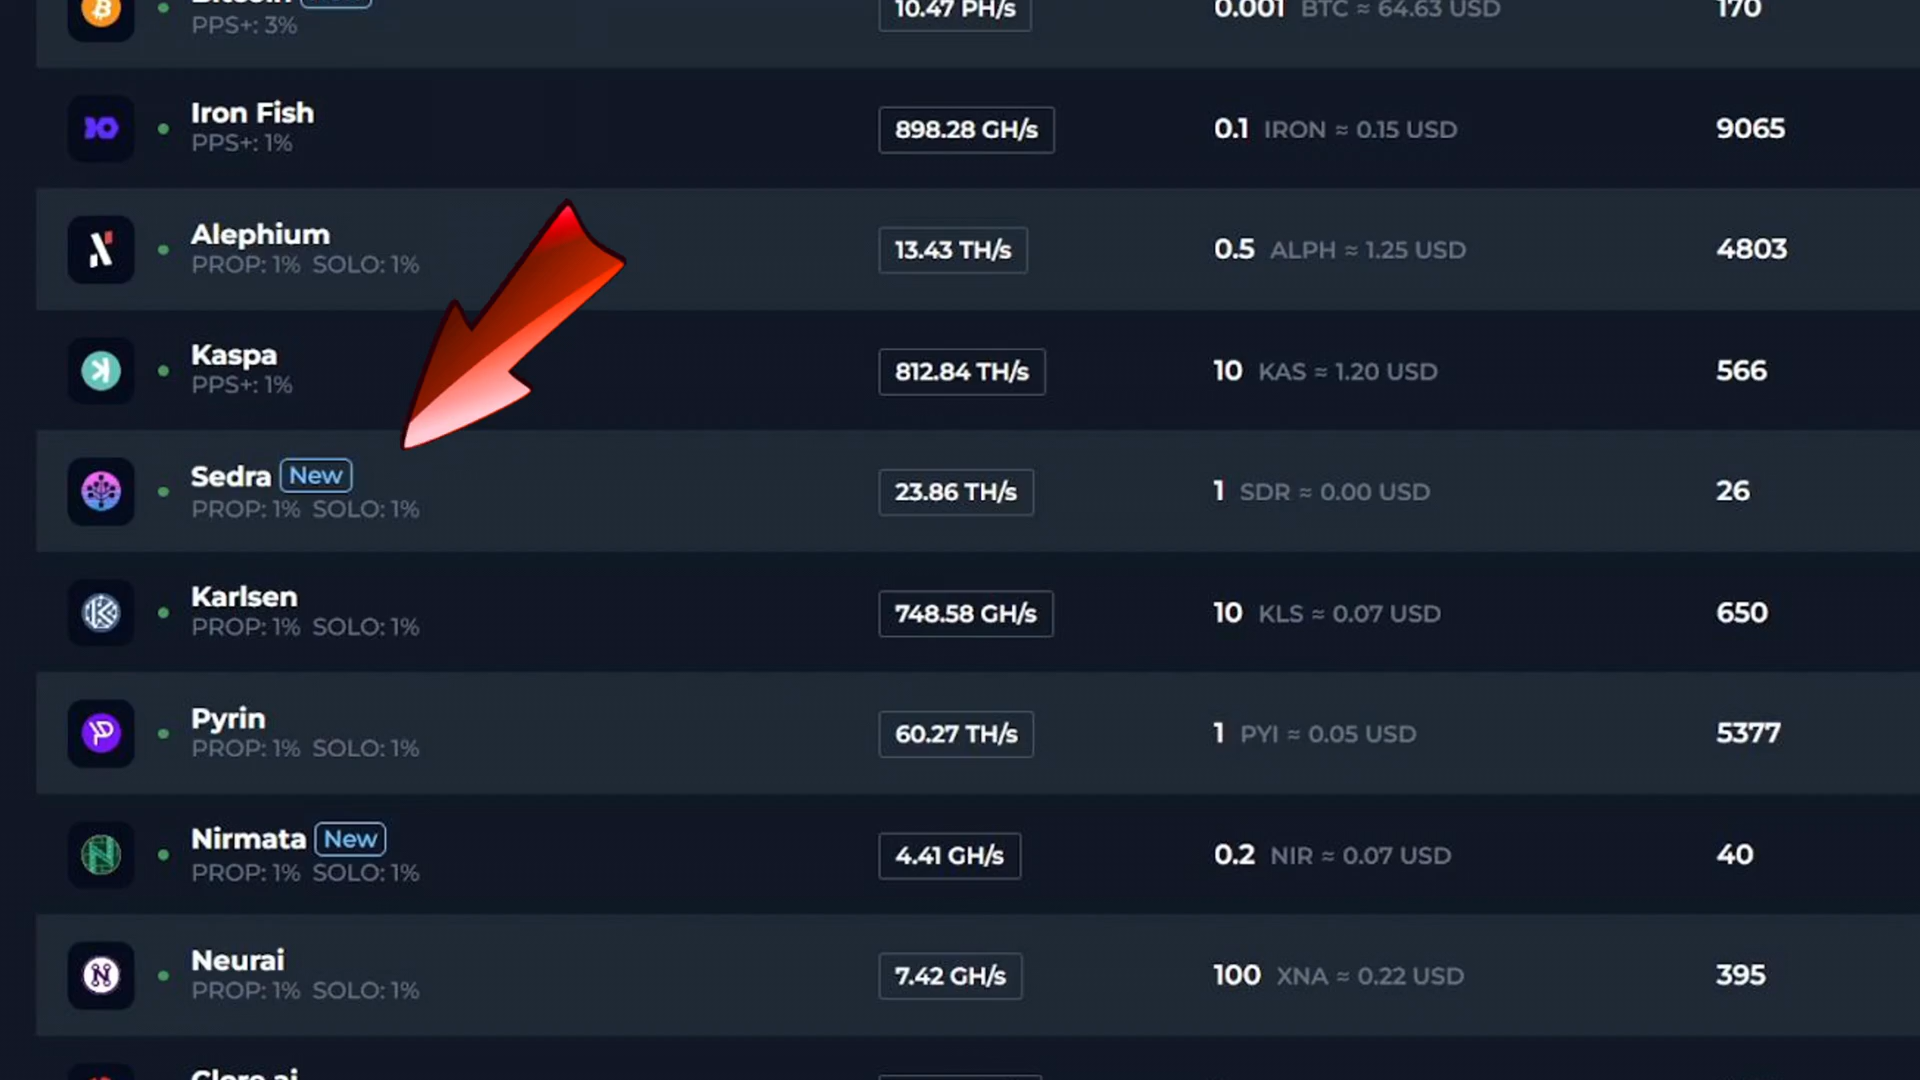 Bitcoin New 10.47 PH/s 0.001 BTC ≈ 64.63 USD 170
PPS+: 3%
Iron Fish 898.28 GH/s 0.1 IRON ≈ 0.15 USD 9065
PPS+: 1%
Alephium 13.43 TH/s 0.5 ALPH ≈ 1.25 USD 4803
PROP: 1% SOLO: 1%
Kaspa 812.84 TH/s 10 KAS ≈ 1.20 USD 566
PPS+: 1%
Sedra New 23.86 TH/s 1 SDR ≈ 0.00 USD 26
PROP: 1% SOLO: 1%
Karlsen 748.58 GH/s 10 KLS ≈ 0.07 USD 650
PROP: 1% SOLO: 1%
Pyrin 60.27 TH/s 1 PYI ≈ 0.05 USD 5377
PROP: 1% SOLO: 1%
Nirmata New 4.41 GH/s 0.2 NIR ≈ 0.07 USD 40
PROP: 1% SOLO: 1%
Neurai 7.42 GH/s 100 XNA ≈ 0.22 USD 395
PROP: 1% SOLO: 1%
Clore.ai